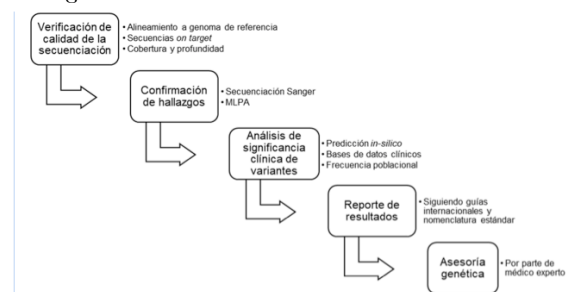 Verificación de
calidad de la
secuenciación
• Alineamiento a genoma de referencia
• Secuencias on target
• Cobertura y profundidad
Confirmación
de hallazgos
• Secuenciación Sanger
• MLPA
Análisis de
significancia
clínica de
variantes
• Predicción in-silico
• Bases de datos clínicos
• Frecuencia poblacional
Reporte de
resultados
• Siguiendo guías
internacionales y
nomenclatura estándar
Asesoría
genética
• Por parte de
médico experto